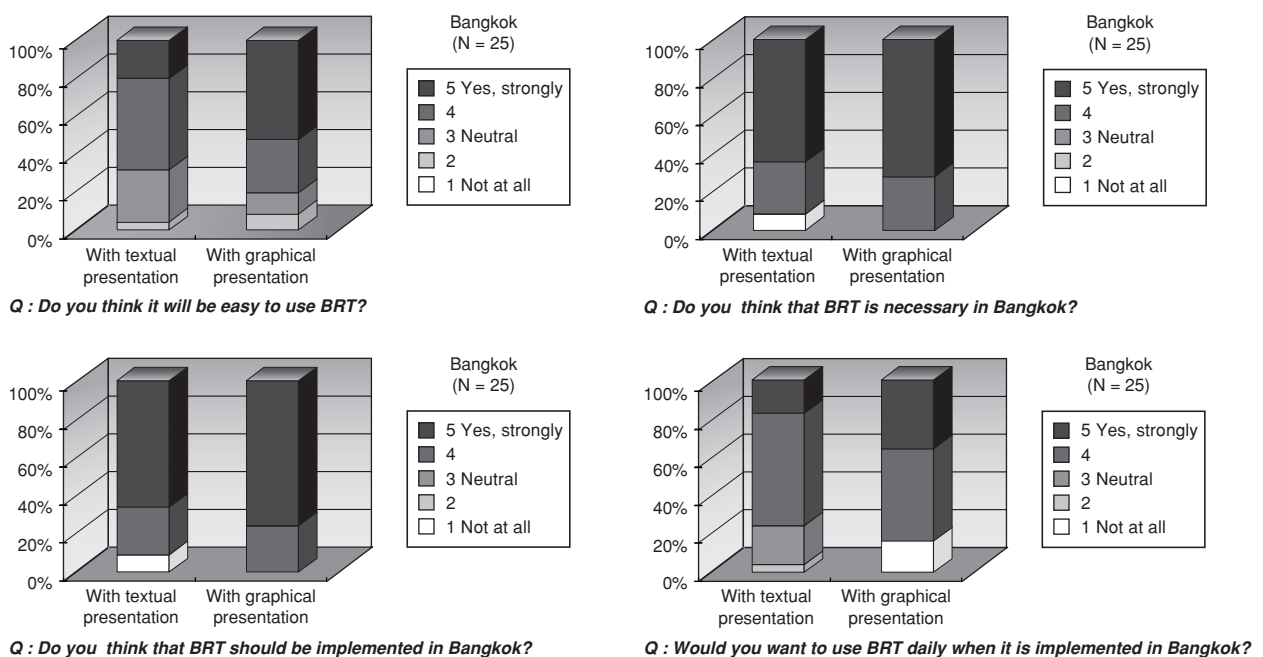 Bangkok
(N = 25)
100%
80%
60%
40%
20%
0%
5 Yes, strongly
4
3 Neutral
2
1 Not at all
With textual presentation
With graphical presentation
Q : Do you think it will be easy to use BRT?
Bangkok
(N = 25)
100%
80%
60%
40%
20%
0%
5 Yes, strongly
4
3 Neutral
2
1 Not at all
With textual presentation
With graphical presentation
Q : Do you  think that BRT is necessary in Bangkok?
Bangkok
(N = 25)
100%
80%
60%
40%
20%
0%
5 Yes, strongly
4
3 Neutral
2
1 Not at all
With textual presentation
With graphical presentation
Q : Do you  think that BRT should be implemented in Bangkok?
Bangkok
(N = 25)
100%
80%
60%
40%
20%
0%
5 Yes, strongly
4
3 Neutral
2
1 Not at all
With textual presentation
With graphical presentation
Q : Would you want to use BRT daily when it is implemented in Bangkok?